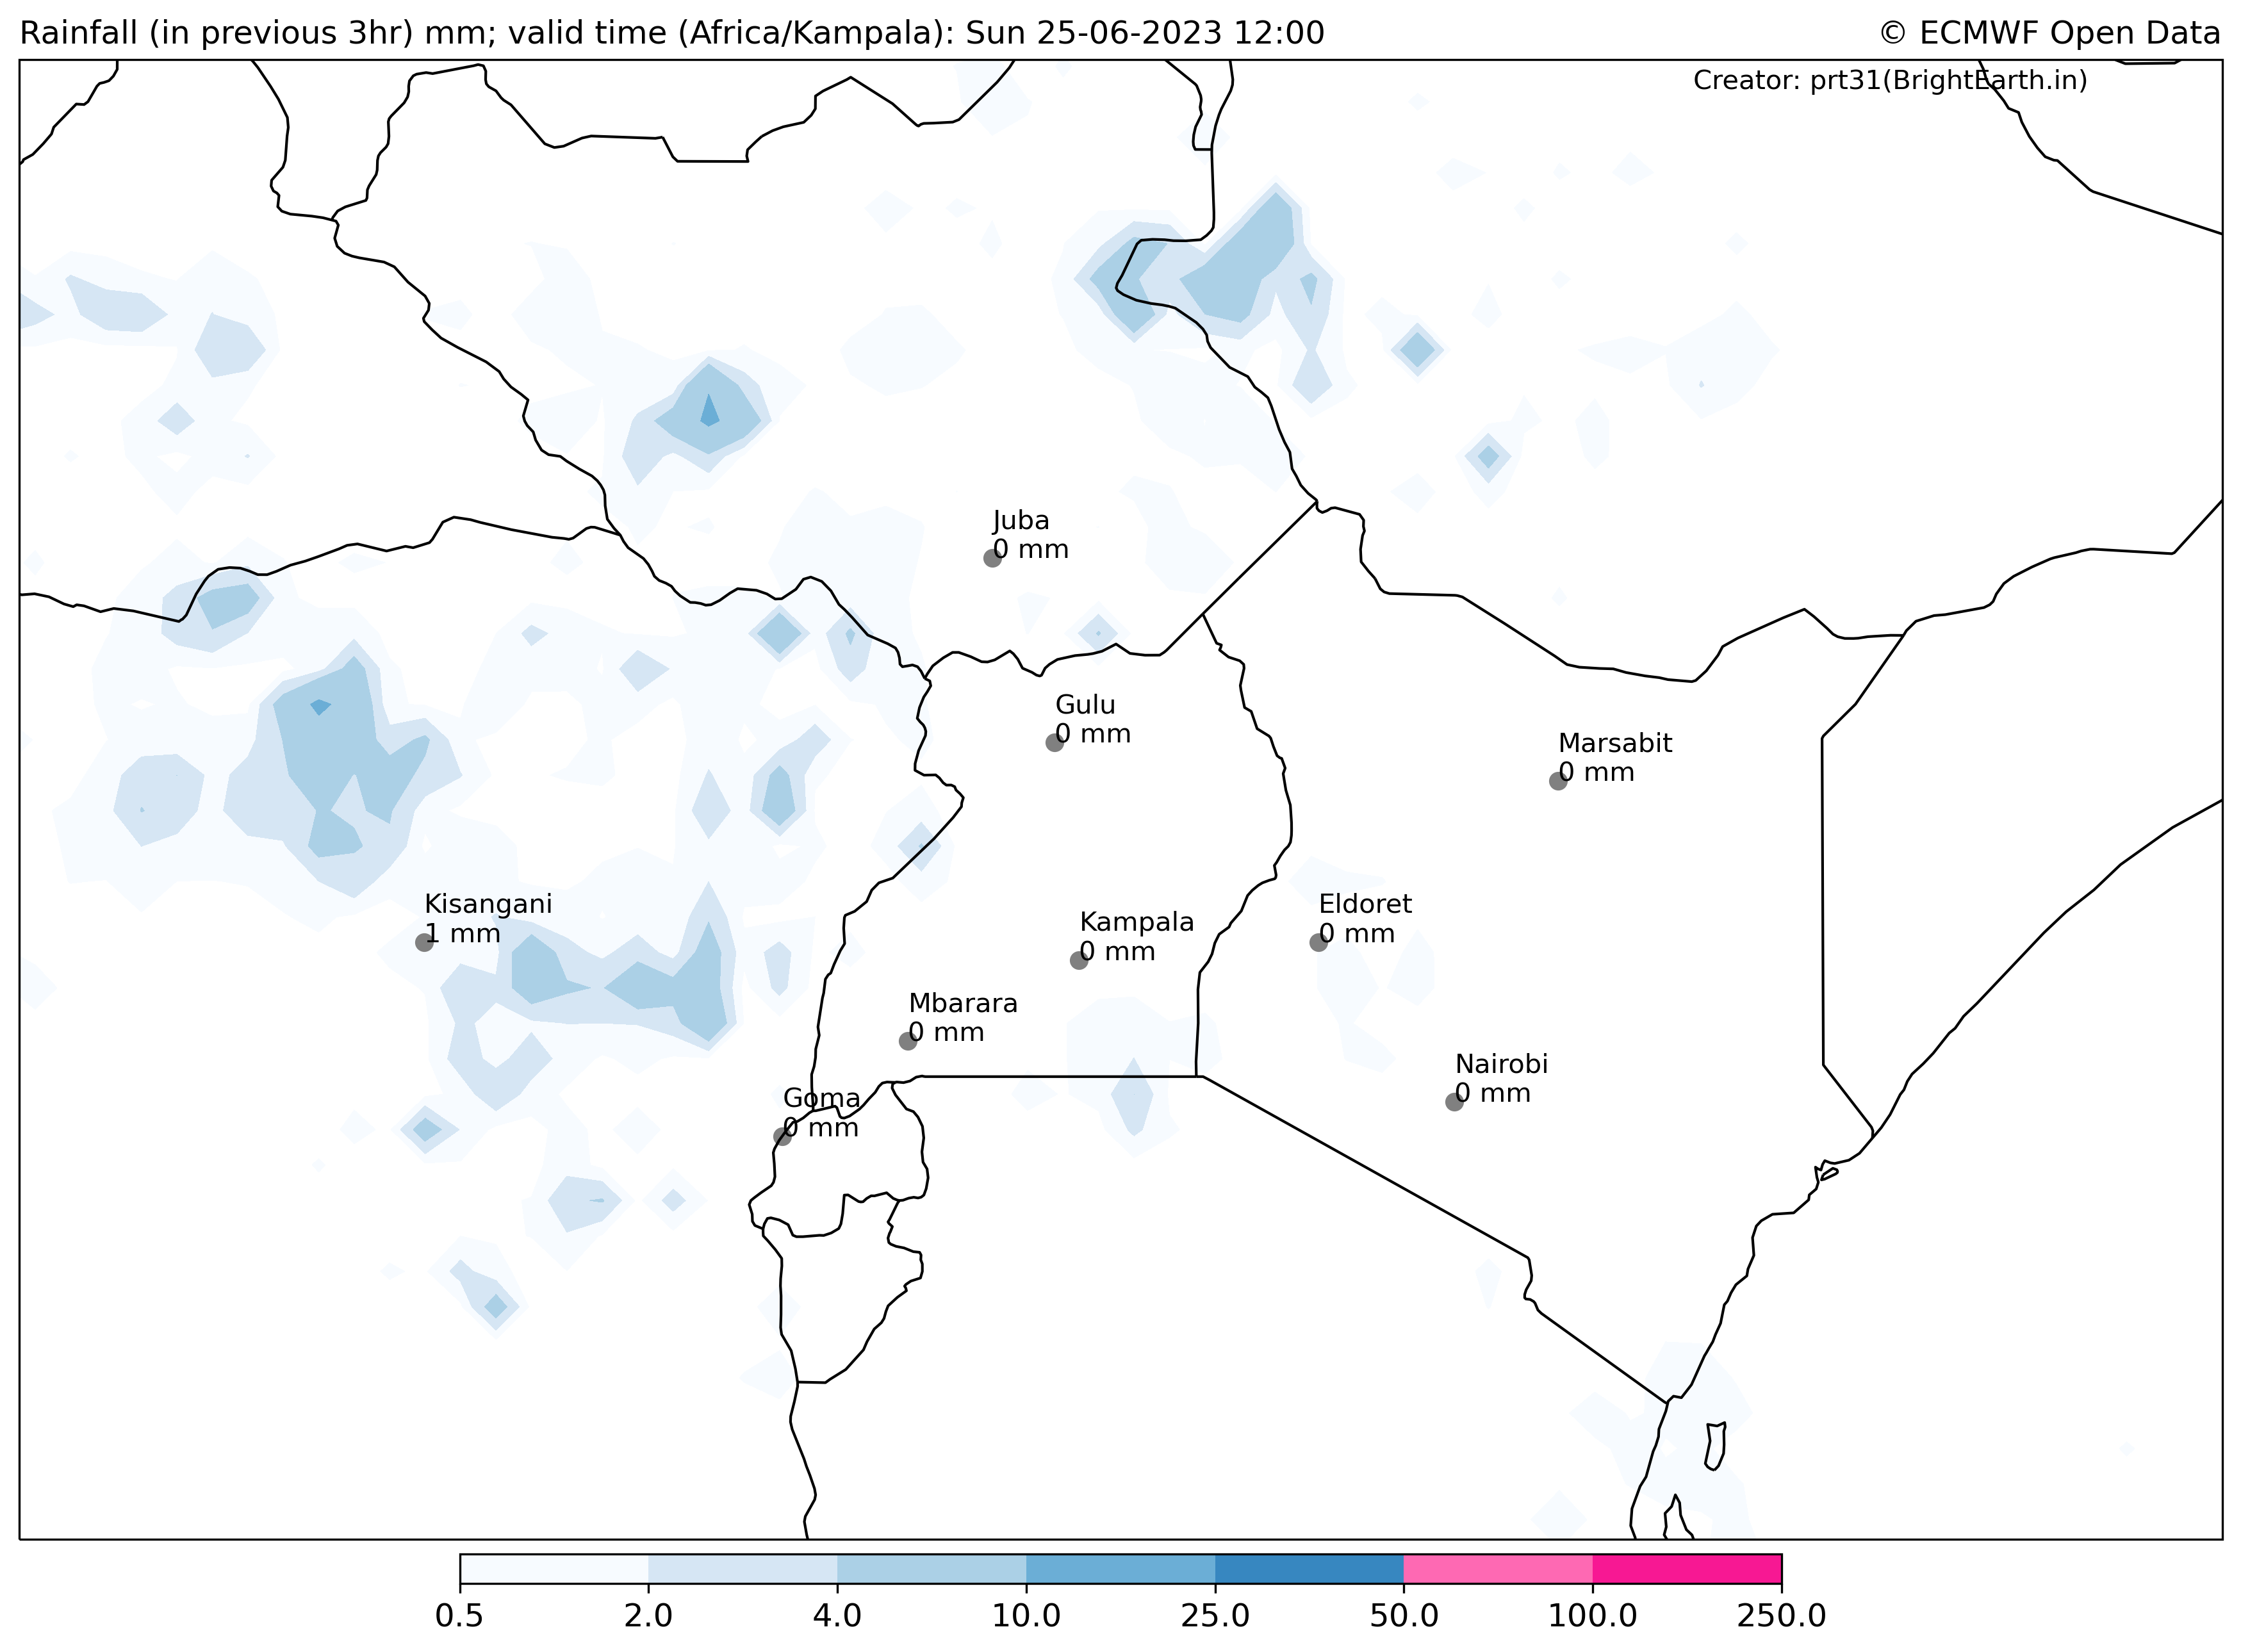 Rainfall (in previous 3hr) mm; valid time (Africa/Kampala): Sun 25-06-2023 12:00
© ECMWF Open Data
Creator: prt31(BrightEarth.in)
Juba
0 mm
Gulu
0 mm
Marsabit
0 mm
Kisangani
1 mm
Kampala
0 mm
Eldoret
0 mm
Mbarara
0 mm
Nairobi
0 mm
Goma
0 mm
0.5 2.0 4.0 10.0 25.0 50.0 100.0 250.0